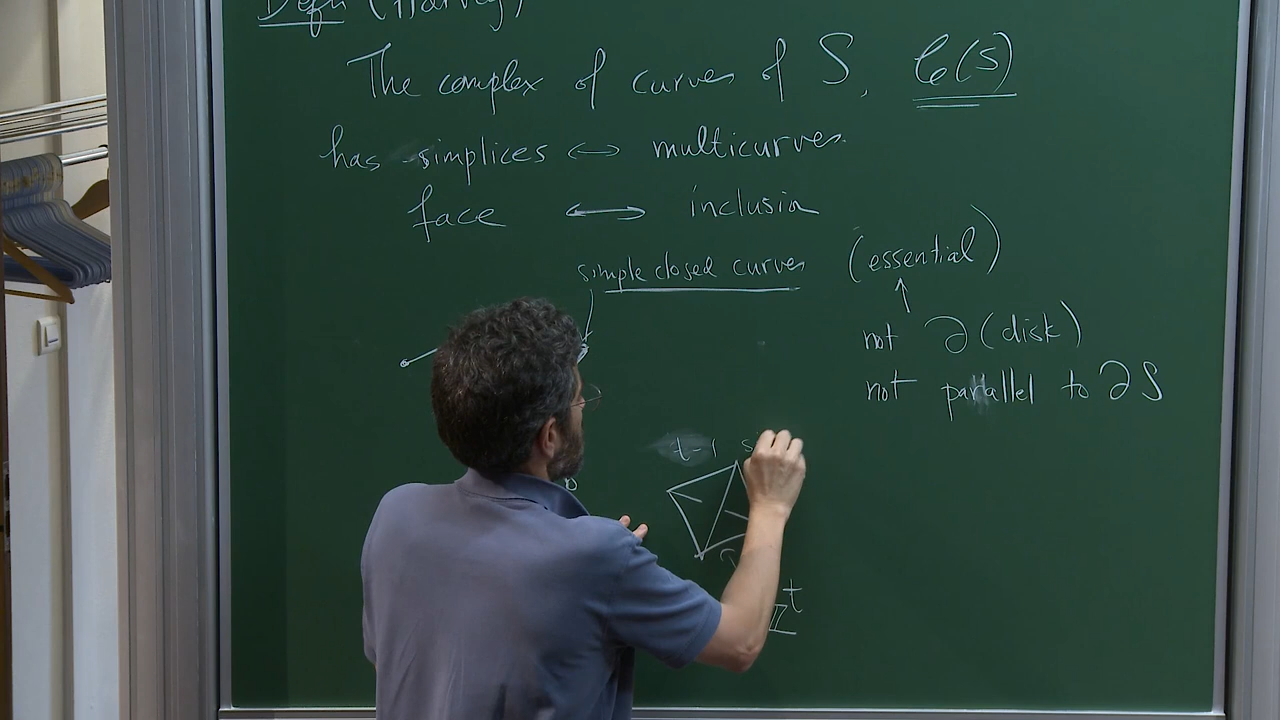 Defn (Harvey)
The complex of curves of S, C(S)
has simplices ↔ multicurves.
face ↔ inclusion
simple closed curves (essential)
not ∂(disk)
not parallel to ∂S
t-1 s
t